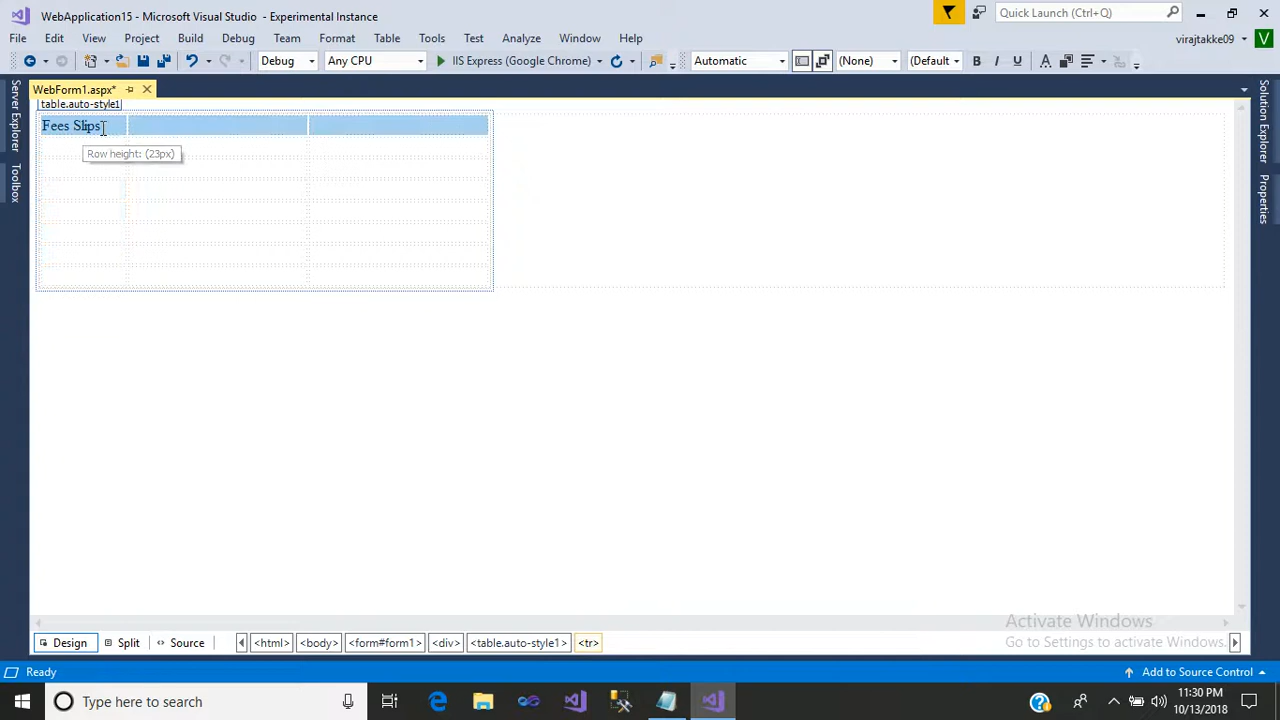 WebApplication15 - Microsoft Visual Studio - Experimental Instance
Quick Launch (Ctrl+Q)
File Edit View Project Build Debug Team Format Table Tools Test Analyze Window Help
virajtakke09 V
Debug Any CPU IIS Express (Google Chrome) Automatic (None) (Default B I U A
WebForm1.aspx*
table.auto-style1
Fees Slips
Row height: (23px)
Server Explorer
Toolbox
Solution Explorer
Properties
Activate Windows
Go to Settings to activate Windows.
Design Split Source <html> <body> <form#form1> <div> <table.auto-style1> <tr>
Ready
Add to Source Control
Type here to search
11:30 PM
10/13/2018